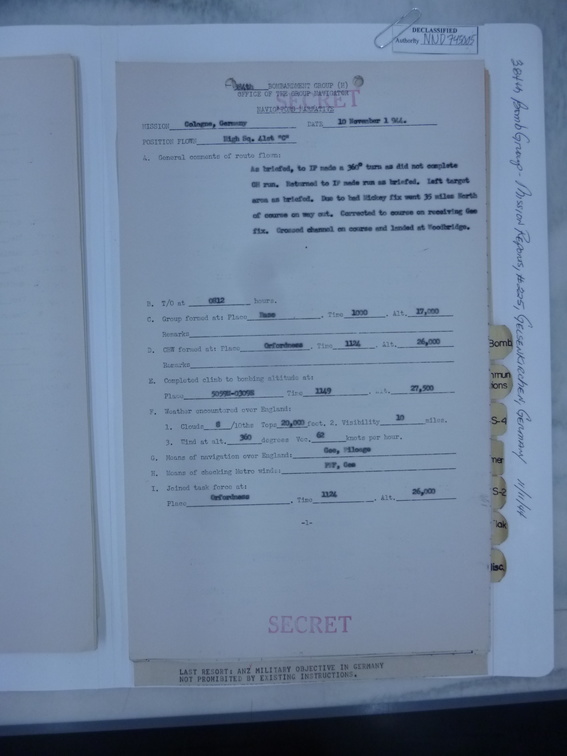 DECLASSIFIED
Authority NND 745005
384th BOMBARDMENT GROUP (H)
OFFICE OF THE GROUP NAVIGATOR
SECRET
NAVIGATION NARRATIVE
MISSION Cologne, Germany DATE 10 November 1944.
POSITION FLOWN High Sq. 41st "C"
A. General comments of route flown:
As briefed, to IP made a 360° turn as did not complete
GH run. Returned to IP made run as briefed. Left target
area as briefed. Due to bad Mickey fix went 35 miles North
of course on way out. Corrected to course on receiving Gee
fix. Crossed channel on course and landed at Woodbridge.
B. T/O at 0812 hours.
C. Group formed at: Place Base, Time 1000 Alt. 17,000
Remarks
D. CBW formed at: Place Orfordness, Time 1124 Alt. 26,000
Remarks
E. Completed climb to bombing altitude at:
Place Time 1149 Alt. 27,500
F. Weather encountered over England:
1. Clouds 8 /10ths Tops 20,000 feet, 2. Visibility 10 miles.
3. Wind at alt. 360 degrees Vel. 62 knots per hour.
G. Means of navigation over England: Gee, Pilotage
H. Means of checking Metro winds: Gee
I. Joined task force at:
Place Orfordness, Time 1124, Alt. 26,000
-1-
SECRET
LAST RESORT: ANY MILITARY OBJECTIVE IN GERMANY
NOT PROHIBITED BY EXISTING INSTRUCTIONS.
384th Bomb Group - Mission Reports, #225, Gelsenkirchen, Germany 11/11/44
Bomb
S-4
S-2